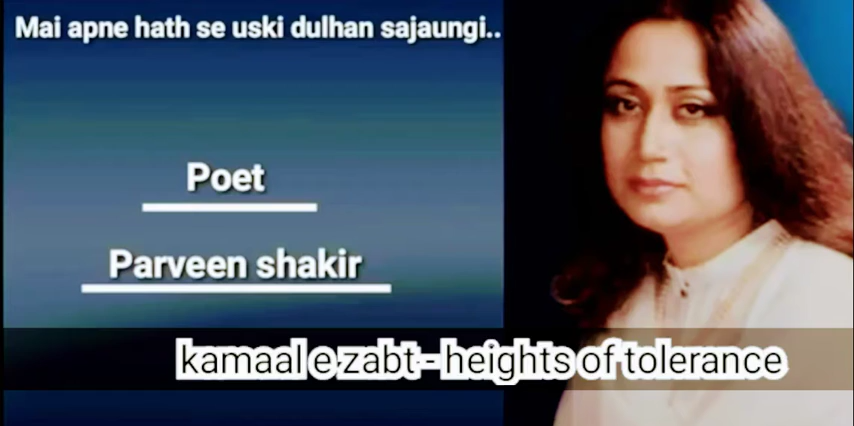 Mai apne hath se uski dulhan sajaungi..
Poet
Parveen shakir
kamaal e zabt - heights of tolerance